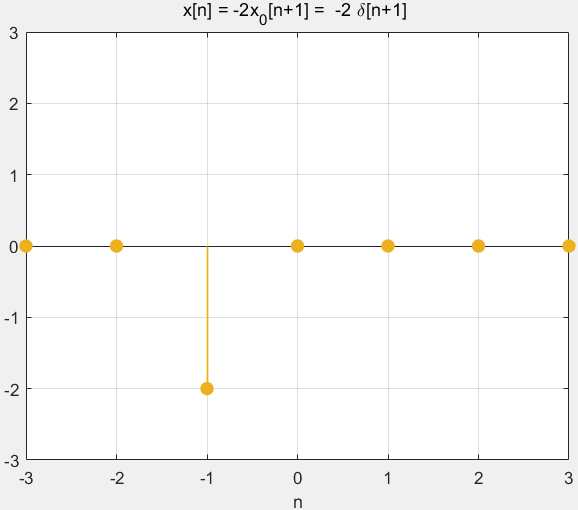 x[n] = -2x₀[n+1] = -2 δ[n+1]
3
2
1
0
-1
-2
-3
-3 -2 -1 0 1 2 3
n